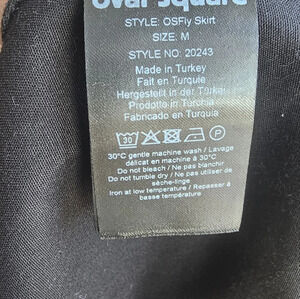 Oval Square
STYLE: OSFly Skirt
SIZE: M
STYLE NO: 20243
Made in Turkey
Fait en Turquie
Hergestellt in der Türkei
Prodotto in Turchia
Fabricado en Turquía
30 P
30°C gentle machine wash / Lavage
délicat en machine à 30°C
Do not bleach / Ne pas blanchir
Do not tumble dry / Ne pas utiliser de
sèche-linge
Iron at low temperature / Repasser à
basse température